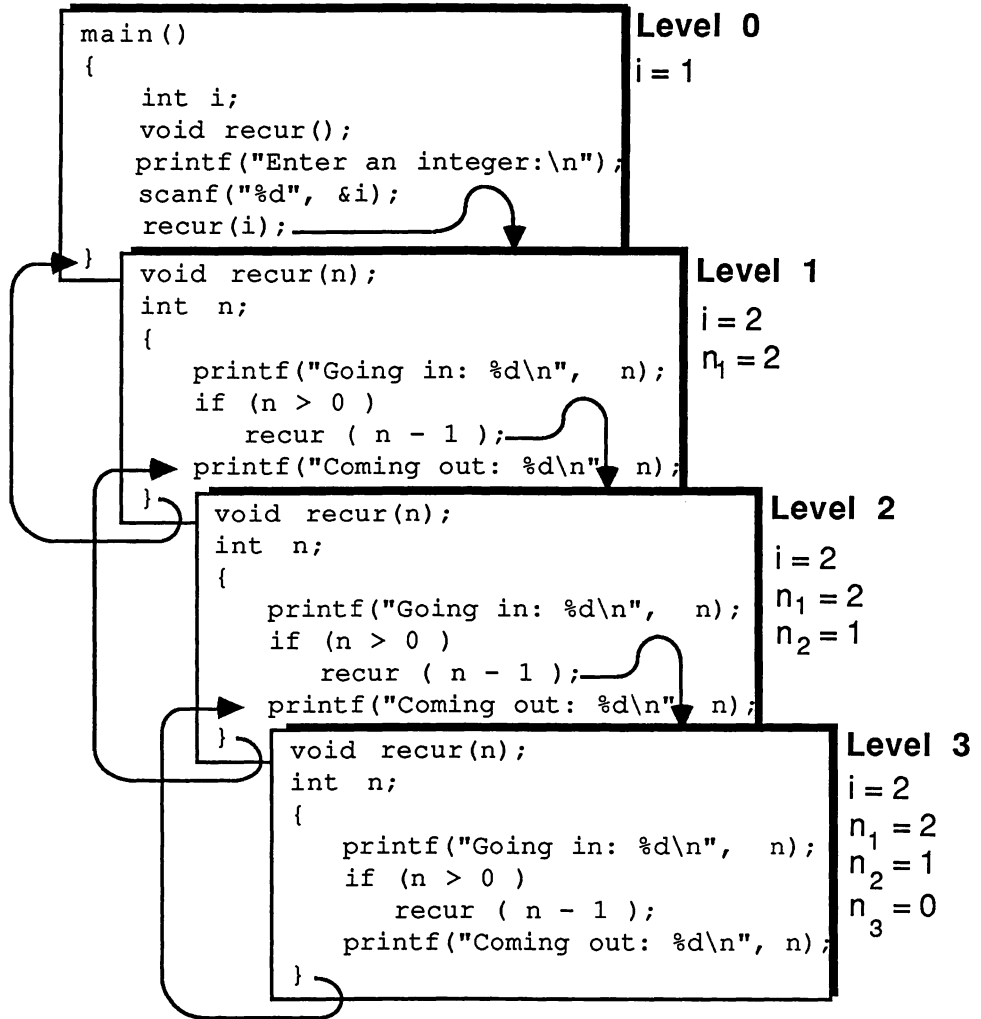 main()
{
int i;
void recur();
printf("Enter an integer:\n");
scanf("%d", &i);
recur(i);
}
Level 0
i = 1
void recur(n);
int n;
{
printf("Going in: %d\n", n);
if (n > 0 )
recur ( n - 1 );
printf("Coming out: %d\n", n);
}
Level 1
i = 2
n1 = 2
void recur(n);
int n;
{
printf("Going in: %d\n", n);
if (n > 0 )
recur ( n - 1 );
printf("Coming out: %d\n", n);
}
Level 2
i = 2
n1 = 2
n2 = 1
void recur(n);
int n;
{
printf("Going in: %d\n", n);
if (n > 0 )
recur ( n - 1 );
printf("Coming out: %d\n", n);
}
Level 3
i = 2
n1 = 2
n2 = 1
n3 = 0